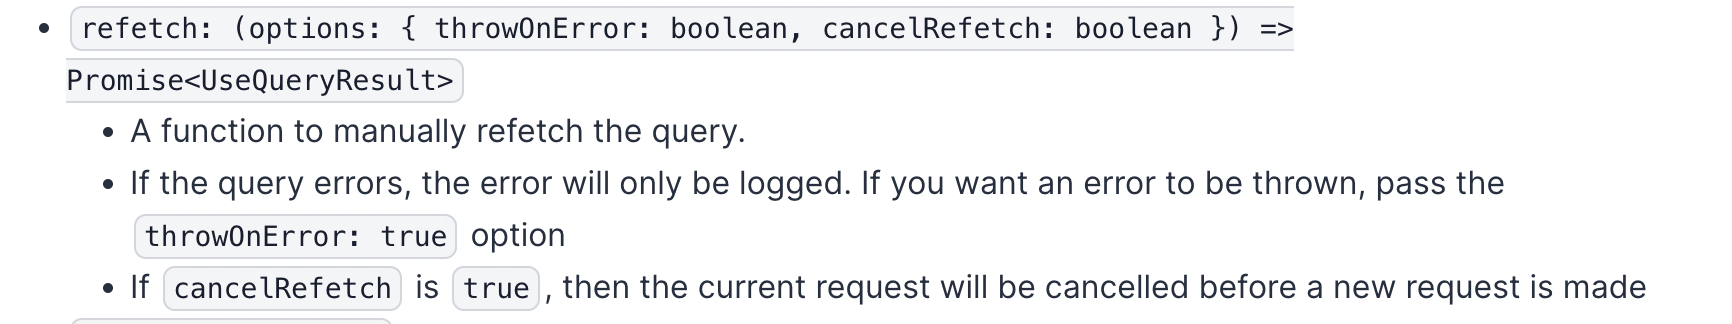 refetch: (options: { throwOnError: boolean, cancelRefetch: boolean }) =>
Promise<UseQueryResult>
A function to manually refetch the query.
If the query errors, the error will only be logged. If you want an error to be thrown, pass the
throwOnError: true option
If cancelRefetch is true, then the current request will be cancelled before a new request is made